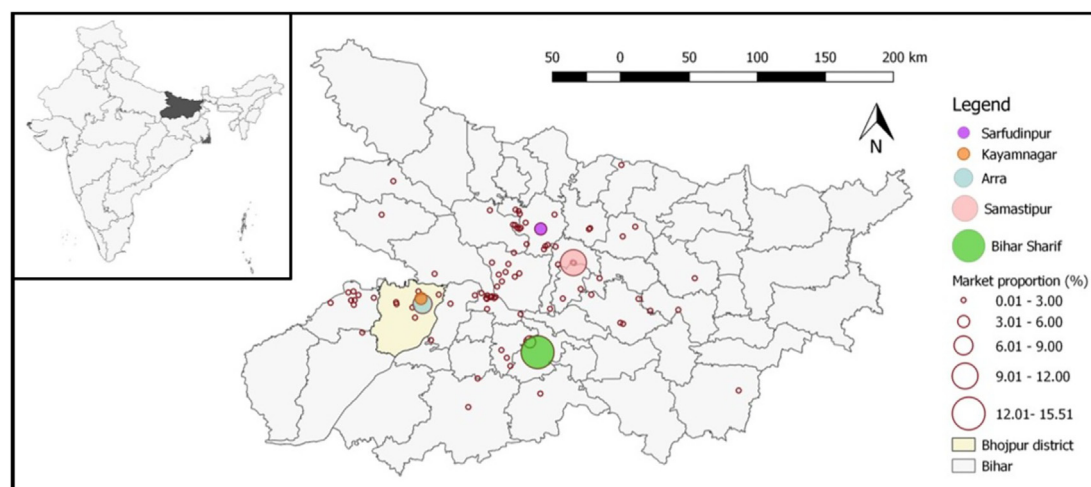 50 0 50 100 150 200 km
N
Legend
Sarfudinpur
Kayamnagar
Arra
Samastipur
Bihar Sharif
Market proportion (%)
0.01 - 3.00
3.01 - 6.00
6.01 - 9.00
9.01 - 12.00
12.01 - 15.51
Bhojpur district
Bihar